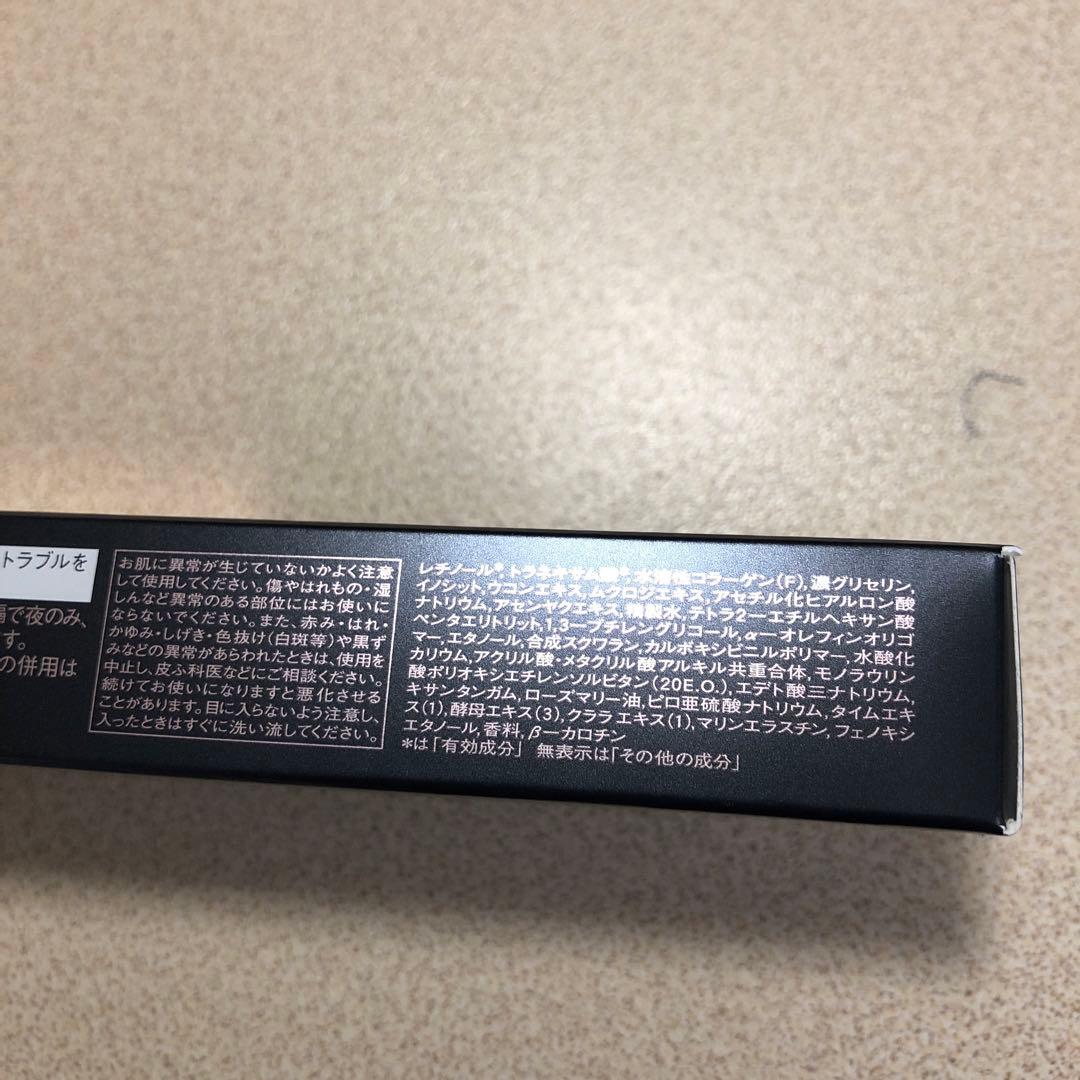 トラブルを
で夜のみ、
す。
の併用は
お肌に異常が生じていないかよく注意
して使用してください。傷やはれもの・湿
しんなど異常のある部位にはお使いに
ならないでください。また、赤み・はれ・
かゆみ・しげき・色抜け(白斑等)や黒ず
みなどの異常があらわれたときは、使用を
中止し、皮ふ科医などにご相談ください。
続けてお使いになりますと悪化させる
ことがあります。目に入らないよう注意し、
入ったときはすぐに洗い流してください。
レチノール*,トラネキサム酸*,水溶性コラーゲン(F),濃グリセリン,
イノシット,ウコンエキス,ムクロジエキス,アセチル化ヒアルロン酸
ナトリウム,アセンヤクエキス,精製水,テトラ2-エチルヘキサン酸
ペンタエリトリット,1,3-ブチレングリコール,α-オレフィンオリゴ
マー,エタノール,合成スクワラン,カルボキシビニルポリマー,水酸化
カリウム,アクリル酸・メタクリル酸アルキル共重合体,モノラウリン
酸ポリオキシエチレンソルビタン(20E.O.),エデト酸三ナトリウム,
キサンタンガム,ローズマリー油,ピロ亜硫酸ナトリウム,タイムエキ
ス(1),酵母エキス(3),クララエキス(1),マリンエラスチン,フェノキシ
エタノール,香料,β-カロチン
*は「有効成分」 無表示は「その他の成分」